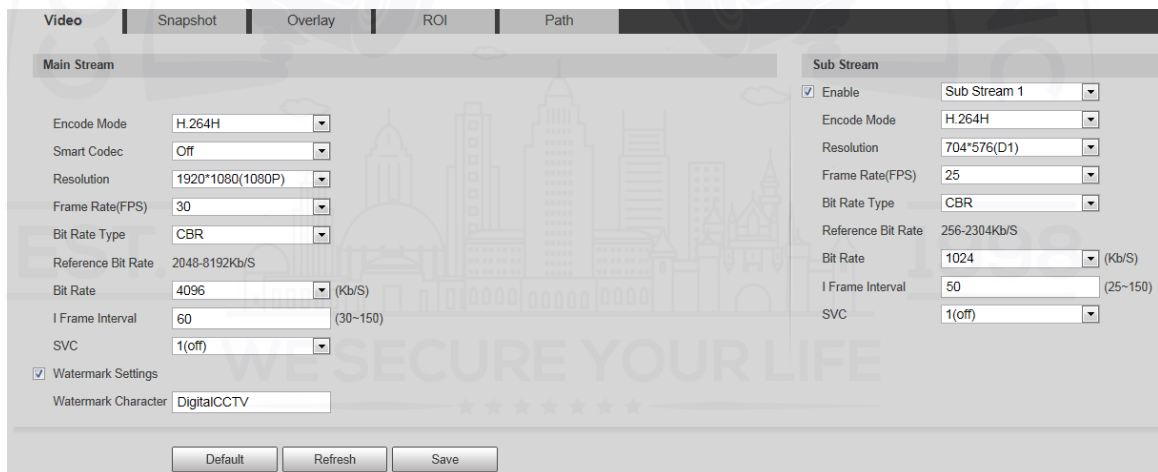 Video Snapshot Overlay ROI Path
Main Stream
Encode Mode H.264H
Smart Codec Off
Resolution 1920*1080(1080P)
Frame Rate(FPS) 30
Bit Rate Type CBR
Reference Bit Rate 2048-8192Kb/S
Bit Rate 4096 (Kb/S)
I Frame Interval 60 (30~150)
SVC 1(off)
Watermark Settings
Watermark Character DigitalCCTV
Sub Stream
Enable Sub Stream 1
Encode Mode H.264H
Resolution 704*576(D1)
Frame Rate(FPS) 25
Bit Rate Type CBR
Reference Bit Rate 256-2304Kb/S
Bit Rate 1024 (Kb/S)
I Frame Interval 50 (25~150)
SVC 1(off)
Default Refresh Save
EST. 1998
WE SECURE YOUR LIFE